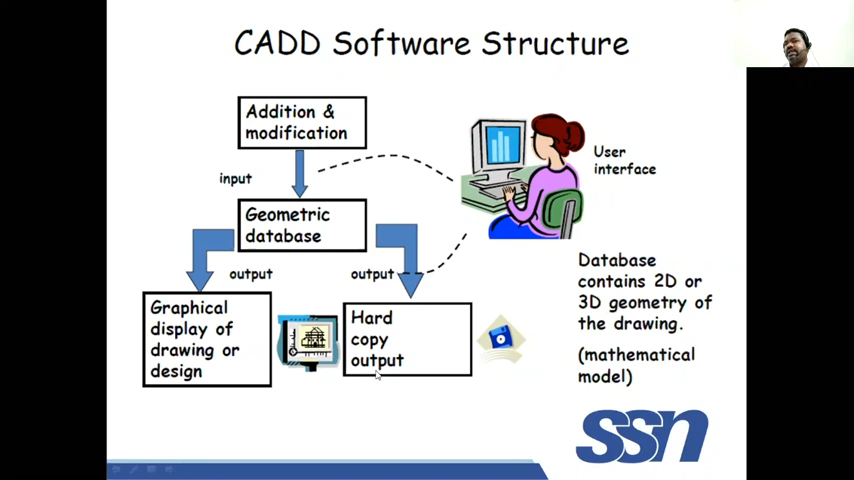 CADD Software Structure
Addition &
modification
input
User
interface
Geometric
database
output
output
Database
contains 2D or
3D geometry of
the drawing.
(mathematical
model)
Graphical
display of
drawing or
design
Hard
copy
output
ssn